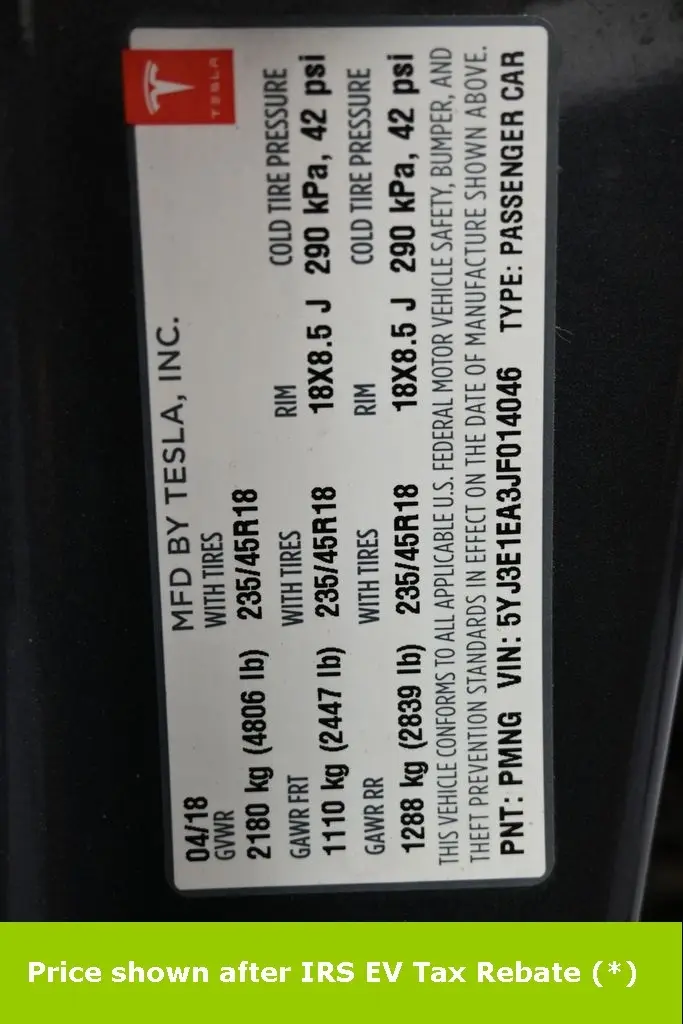 TESLA
MFD BY TESLA, INC.
04/18
GVWR WITH TIRES
2180 kg (4806 lb) 235/45R18
GAWR FRT WITH TIRES RIM COLD TIRE PRESSURE
1110 kg (2447 lb) 235/45R18 18X8.5 J 290 kPa, 42 psi
GAWR RR WITH TIRES RIM COLD TIRE PRESSURE
1288 kg (2839 lb) 235/45R18 18X8.5 J 290 kPa, 42 psi
THIS VEHICLE CONFORMS TO ALL APPLICABLE U.S. FEDERAL MOTOR VEHICLE SAFETY, BUMPER, AND
THEFT PREVENTION STANDARDS IN EFFECT ON THE DATE OF MANUFACTURE SHOWN ABOVE.
PNT: PMNG VIN: 5YJ3E1EA3JF014046 TYPE: PASSENGER CAR
Price shown after IRS EV Tax Rebate (*)